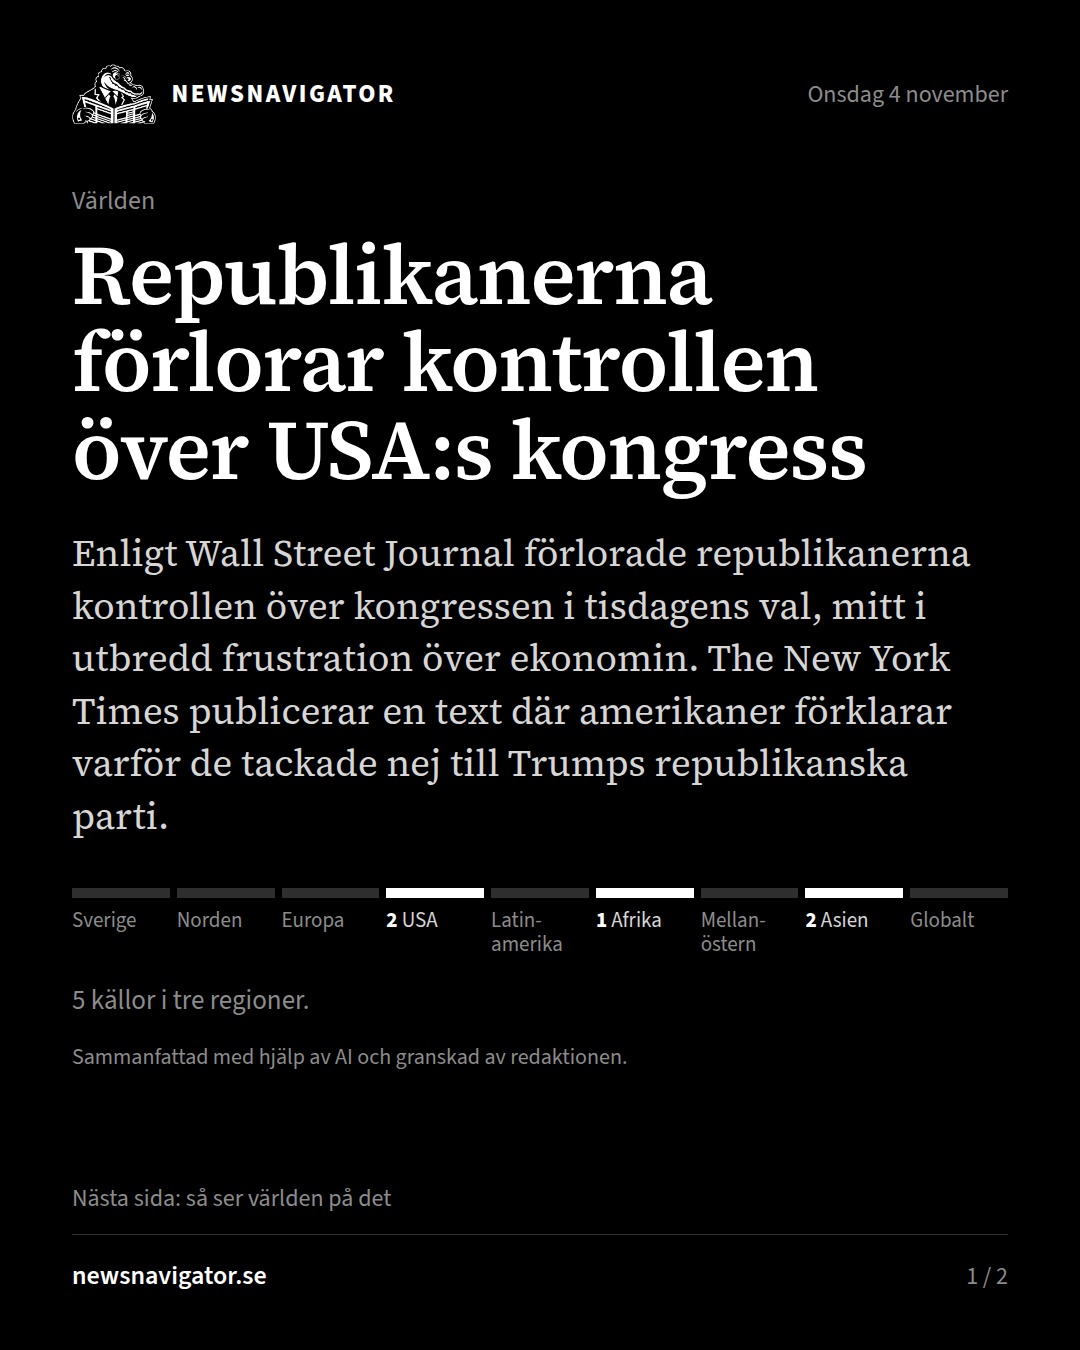 NEWSNAVIGATOR
Onsdag 4 november
Världen
Republikanerna
förlorar kontrollen
över USA:s kongress
Enligt Wall Street Journal förlorade republikanerna
kontrollen över kongressen i tisdagens val, mitt i
utbredd frustration över ekonomin. The New York
Times publicerar en text där amerikaner förklarar
varför de tackade nej till Trumps republikanska
parti.
Sverige
Norden
Europa
2 USA
Latin-
amerika
1 Afrika
Mellan-
östern
2 Asien
Globalt
5 källor i tre regioner.
Sammanfattad med hjälp av AI och granskad av redaktionen.
Nästa sida: så ser världen på det
newsnavigator.se
1 / 2